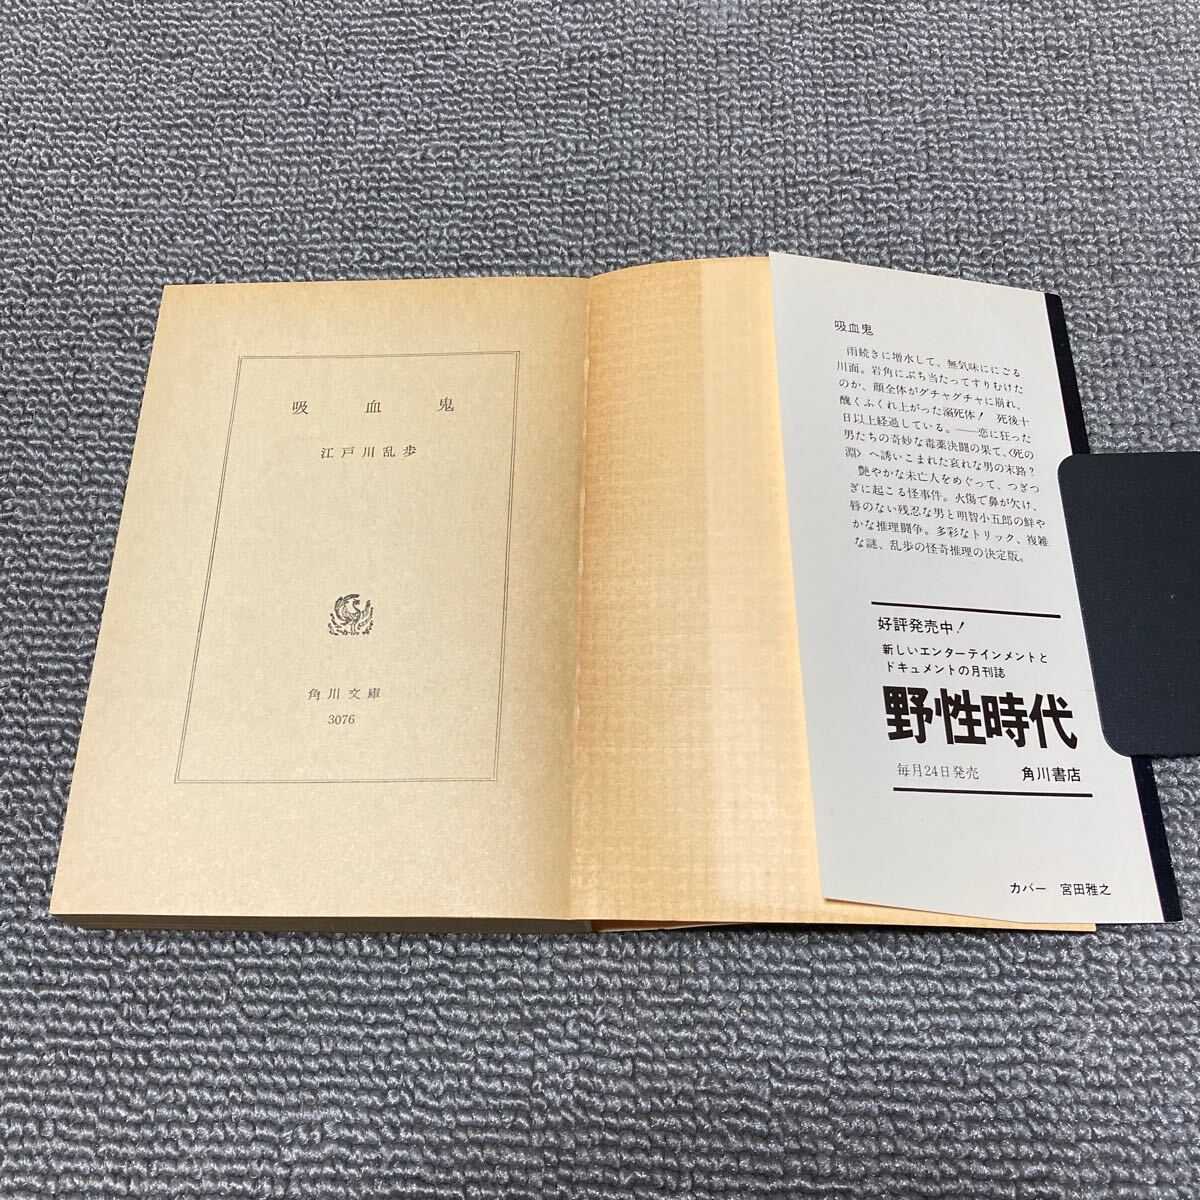 吸血鬼
江戸川乱歩
角川文庫
3076
吸血鬼
雨続きに増水して、無気味ににごる
川面。岩角にぶち当たってすりむけた
のか、顔全体がグチャグチャに崩れ、
醜くふくれ上がった溺死体！ 死後十
日以上経過している。――恋に狂った
男たちの奇妙な毒薬決闘の果て、〈死の
淵〉へ誘いこまれた哀れな男の末路？
艶やかな未亡人をめぐって、つぎつ
ぎに起こる怪事件。火傷で鼻が欠け、
唇のない残忍な男と明智小五郎の鮮や
かな推理闘争。多彩なトリック、複雑
な謎、乱歩の怪奇推理の決定版。
好評発売中！
新しいエンターテインメントと
ドキュメントの月刊誌
野性時代
毎月24日発売 角川書店
カバー 宮田雅之